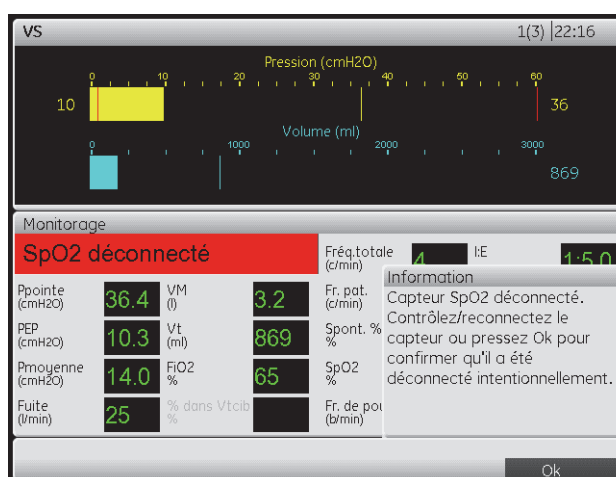 VS 1(3) 22:16
Pression (cmH2O)
0 10 20 30 40 50 60
10 36
Volume (ml)
0 1000 2000 3000
869
Monitorage
SpO2 déconnecté
Fréq.totale (c/min) 4 I:E 1:5.0
Ppointe (cmH2O) 36.4 VM (l) 3.2 Fr. pat. (c/min)
PEP (cmH2O) 10.3 Vt (ml) 869 Spont. % %
Pmoyenne (cmH2O) 14.0 FiO2 % 65 SpO2 %
Fuite (l/min) 25 % dans Vtcib % Fr. de pou (b/min)
Information
Capteur SpO2 déconnecté.
Contrôlez/reconnectez le
capteur ou pressez Ok pour
confirmer qu'il a été
déconnecté intentionnellement.
Ok